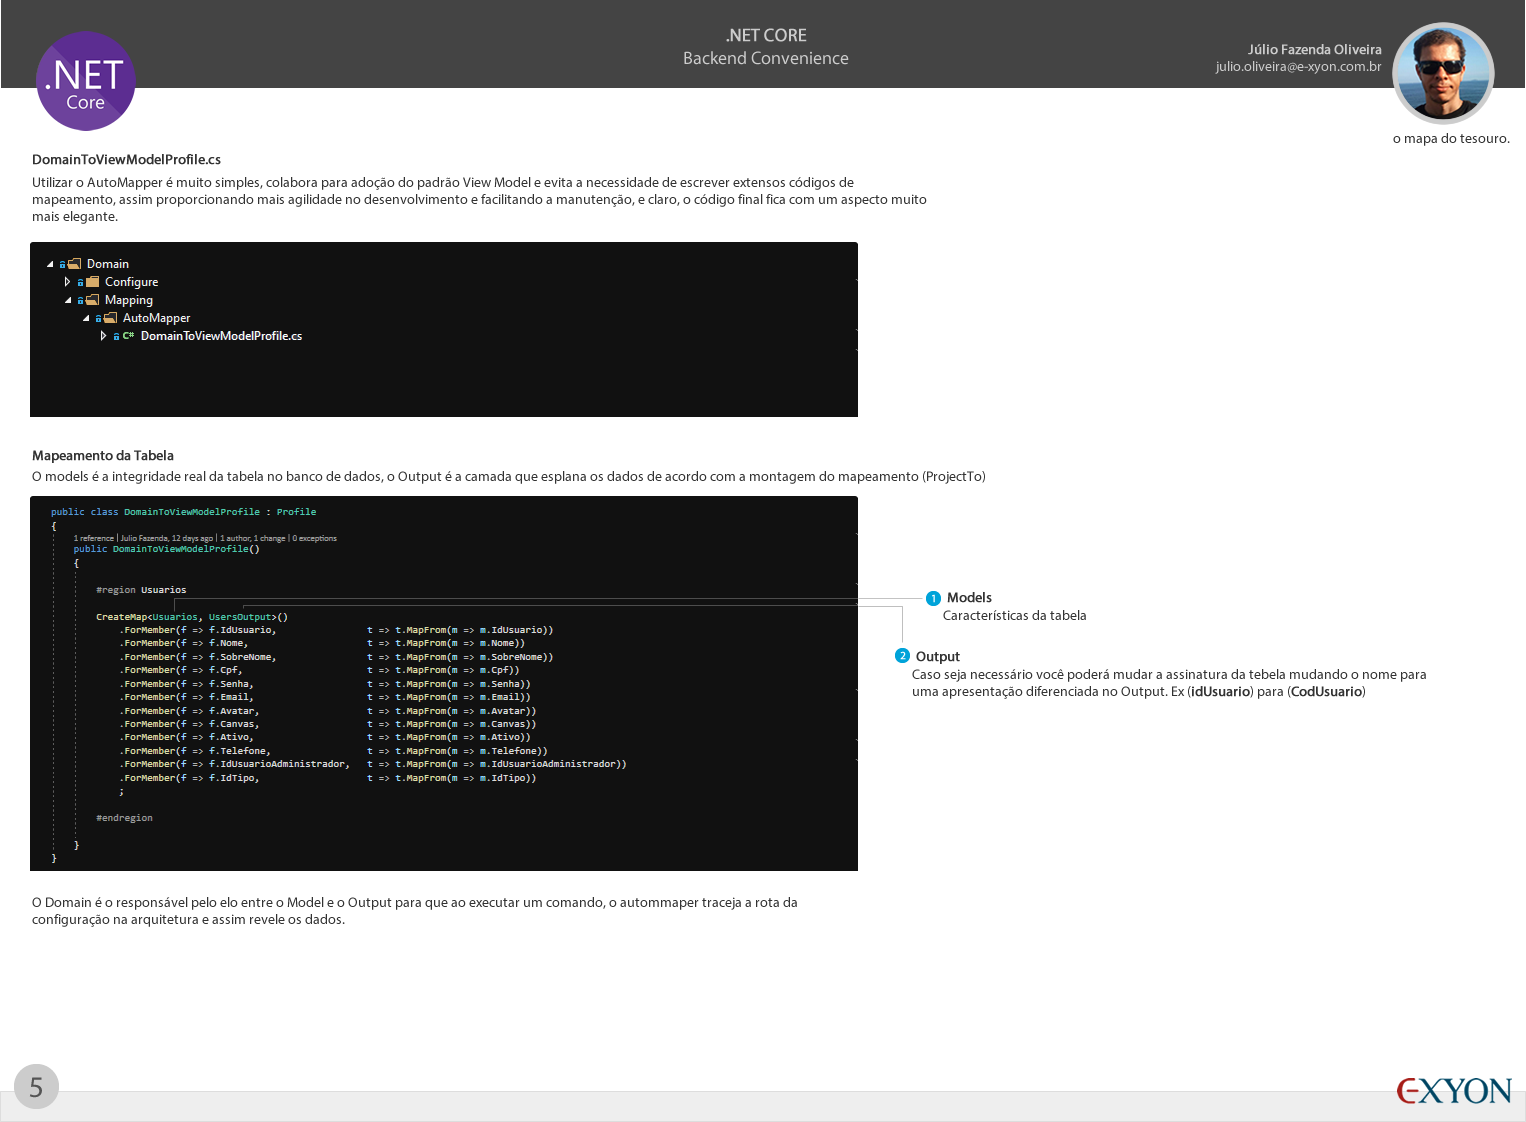 .NET CORE
Backend Convenience
.NET
Core
Júlio Fazenda Oliveira
julio.oliveira@e-xyon.com.br
o mapa do tesouro.
DomainToViewModelProfile.cs
Utilizar o AutoMapper é muito simples, colabora para adoção do padrão View Model e evita a necessidade de escrever extensos códigos de
mapeamento, assim proporcionando mais agilidade no desenvolvimento e facilitando a manutenção, e claro, o código final fica com um aspecto muito
mais elegante.
Domain
Configure
Mapping
AutoMapper
C# DomainToViewModelProfile.cs
Mapeamento da Tabela
O models é a integridade real da tabela no banco de dados, o Output é a camada que esplana os dados de acordo com a montagem do mapeamento (ProjectTo)
public class DomainToViewModelProfile : Profile
{
1 reference | Julio Fazenda, 12 days ago | 1 author, 1 change | 0 exceptions
public DomainToViewModelProfile()
{
#region Usuarios
CreateMap<Usuarios, UsersOutput>()
.ForMember(f => f.IdUsuario, t => t.MapFrom(m => m.IdUsuario))
.ForMember(f => f.Nome, t => t.MapFrom(m => m.Nome))
.ForMember(f => f.SobreNome, t => t.MapFrom(m => m.SobreNome))
.ForMember(f => f.Cpf, t => t.MapFrom(m => m.Cpf))
.ForMember(f => f.Senha, t => t.MapFrom(m => m.Senha))
.ForMember(f => f.Email, t => t.MapFrom(m => m.Email))
.ForMember(f => f.Avatar, t => t.MapFrom(m => m.Avatar))
.ForMember(f => f.Canvas, t => t.MapFrom(m => m.Canvas))
.ForMember(f => f.Ativo, t => t.MapFrom(m => m.Ativo))
.ForMember(f => f.Telefone, t => t.MapFrom(m => m.Telefone))
.ForMember(f => f.IdUsuarioAdministrador, t => t.MapFrom(m => m.IdUsuarioAdministrador))
.ForMember(f => f.IdTipo, t => t.MapFrom(m => m.IdTipo))
;
#endregion
}
}
1 Models
Características da tabela
2 Output
Caso seja necessário você poderá mudar a assinatura da tebela mudando o nome para
uma apresentação diferenciada no Output. Ex (idUsuario) para (CodUsuario)
O Domain é o responsável pelo elo entre o Model e o Output para que ao executar um comando, o autommaper traceja a rota da
configuração na arquitetura e assim revele os dados.
5
e-XYON